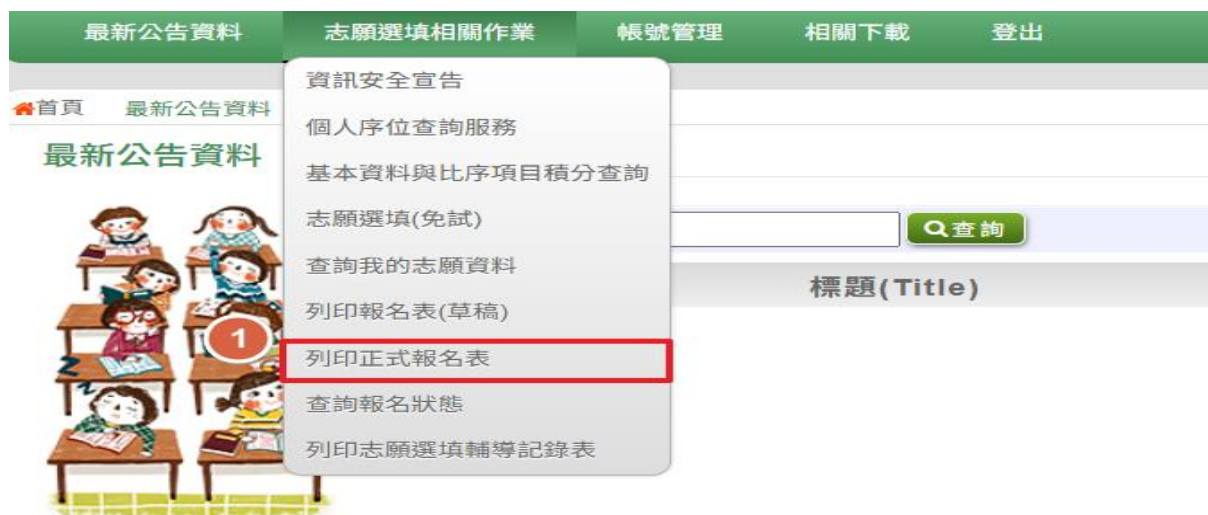 最新公告資料 志願選填相關作業 帳號管理 相關下載 登出
資訊安全宣告
首頁 最新公告資料
個人序位查詢服務
最新公告資料
基本資料與比序項目積分查詢
志願選填(免試)
查詢
查詢我的志願資料
標題(Title)
列印報名表(草稿)
1
列印正式報名表
查詢報名狀態
列印志願選填輔導記錄表